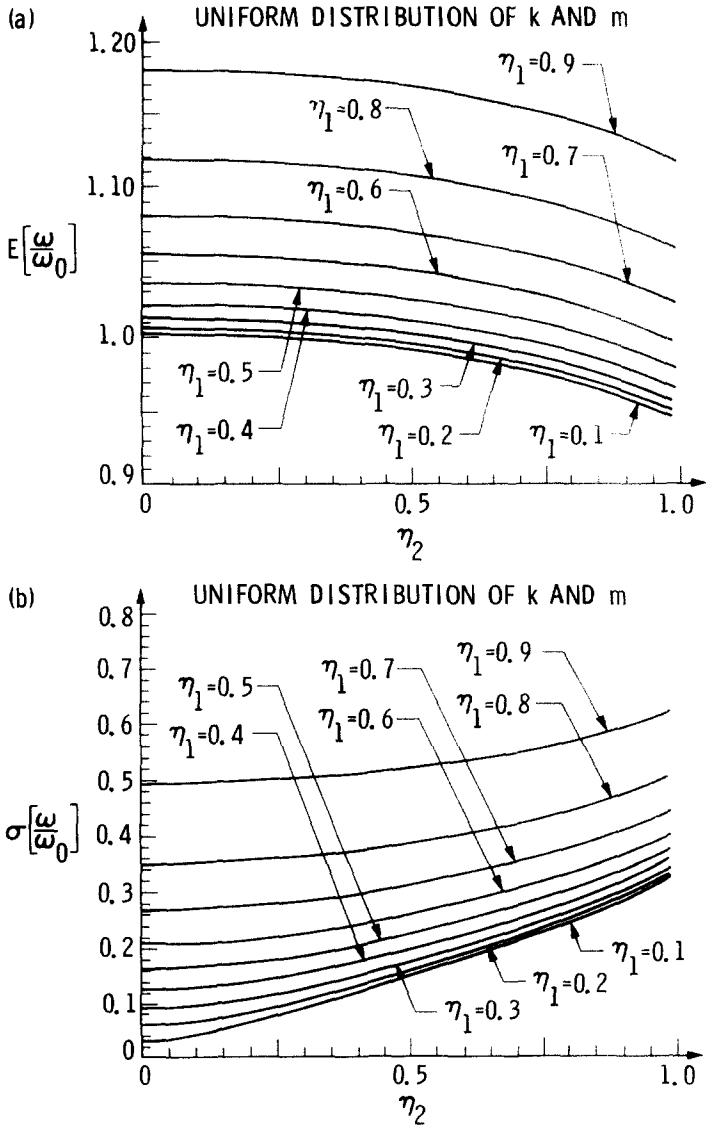 (a) UNIFORM DISTRIBUTION OF k AND m
1.20
η1=0.9
η1=0.8
η1=0.7
1.10
η1=0.6
E[ω/ω0]
1.0
η1=0.5
η1=0.3
η1=0.4
η1=0.2
η1=0.1
0.9
0 0.5 1.0
η2
(b) UNIFORM DISTRIBUTION OF k AND m
0.8
0.7
η1=0.9
η1=0.7
η1=0.5
η1=0.8
0.6
η1=0.6
η1=0.4
0.5
0.4
σ[ω/ω0]
0.3
0.2
η1=0.1
η1=0.2
0.1
η1=0.3
0
0 0.5 1.0
η2